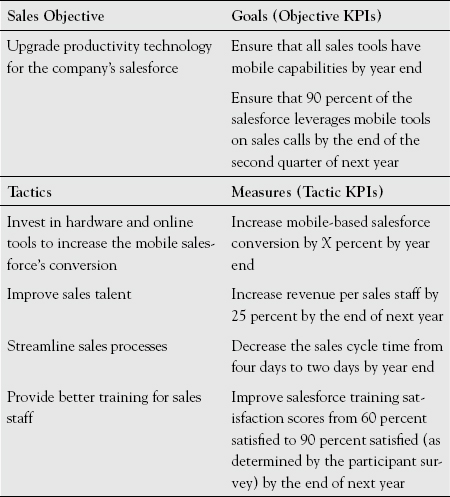 Sales Objective
Goals (Objective KPIs)
Upgrade productivity technology
for the company's salesforce
Ensure that all sales tools have
mobile capabilities by year end
Ensure that 90 percent of the
salesforce leverages mobile tools
on sales calls by the end of the
second quarter of next year
Tactics
Measures (Tactic KPIs)
Invest in hardware and online
tools to increase the mobile sales-
force's conversion
Increase mobile-based salesforce
conversion by X percent by year
end
Improve sales talent
Increase revenue per sales staff by
25 percent by the end of next year
Streamline sales processes
Decrease the sales cycle time from
four days to two days by year end
Provide better training for sales
staff
Improve salesforce training sat-
isfaction scores from 60 percent
satisfied to 90 percent satisfied (as
determined by the participant sur-
vey) by the end of next year